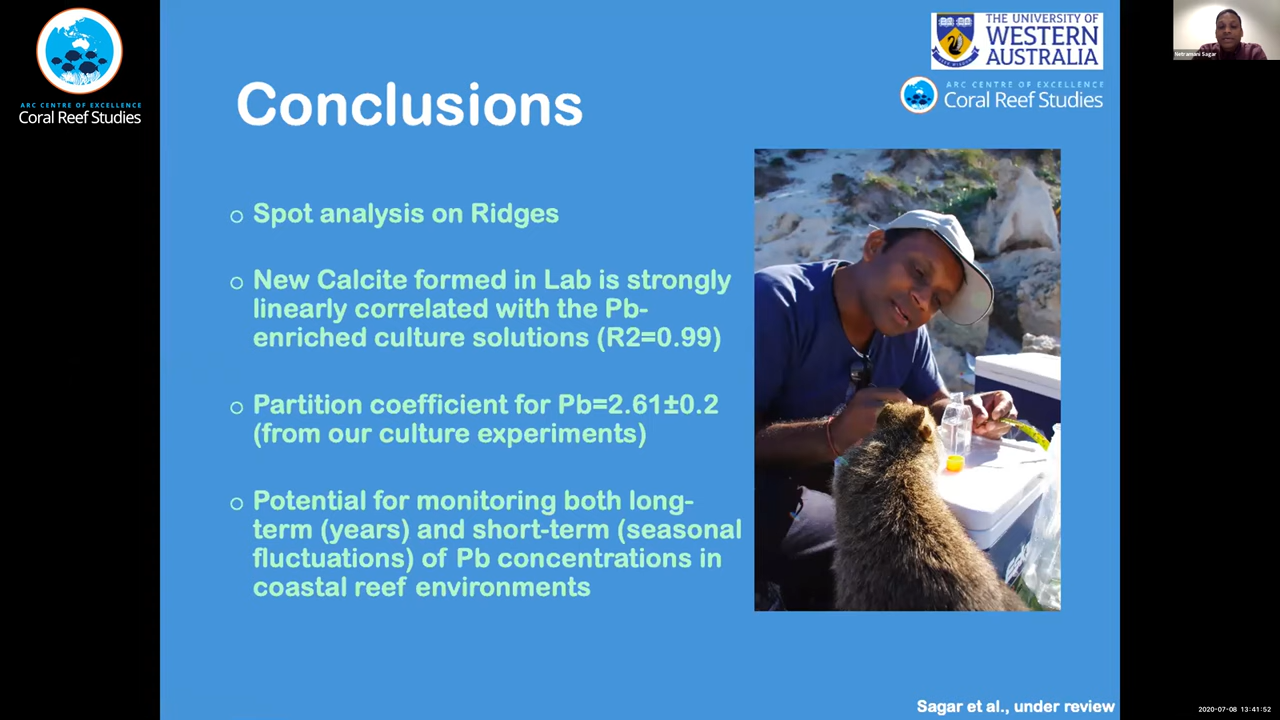 ARC CENTRE OF EXCELLENCE
Coral Reef Studies
THE UNIVERSITY OF
WESTERN
AUSTRALIA
ARC CENTRE OF EXCELLENCE
Coral Reef Studies
Netramani Sagar
Conclusions
Spot analysis on Ridges
New Calcite formed in Lab is strongly
linearly correlated with the Pb-
enriched culture solutions (R2=0.99)
Partition coefficient for Pb=2.61±0.2
(from our culture experiments)
Potential for monitoring both long-
term (years) and short-term (seasonal
fluctuations) of Pb concentrations in
coastal reef environments
Sagar et al., under review
2020-07-08 13:41:52